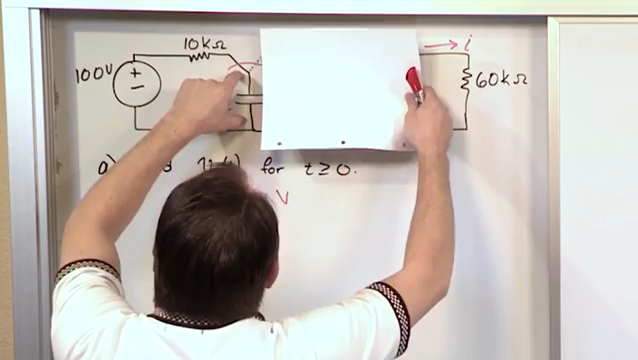 10kΩ
i
100V
+
−
60kΩ
a) for t ≥ 0.
V